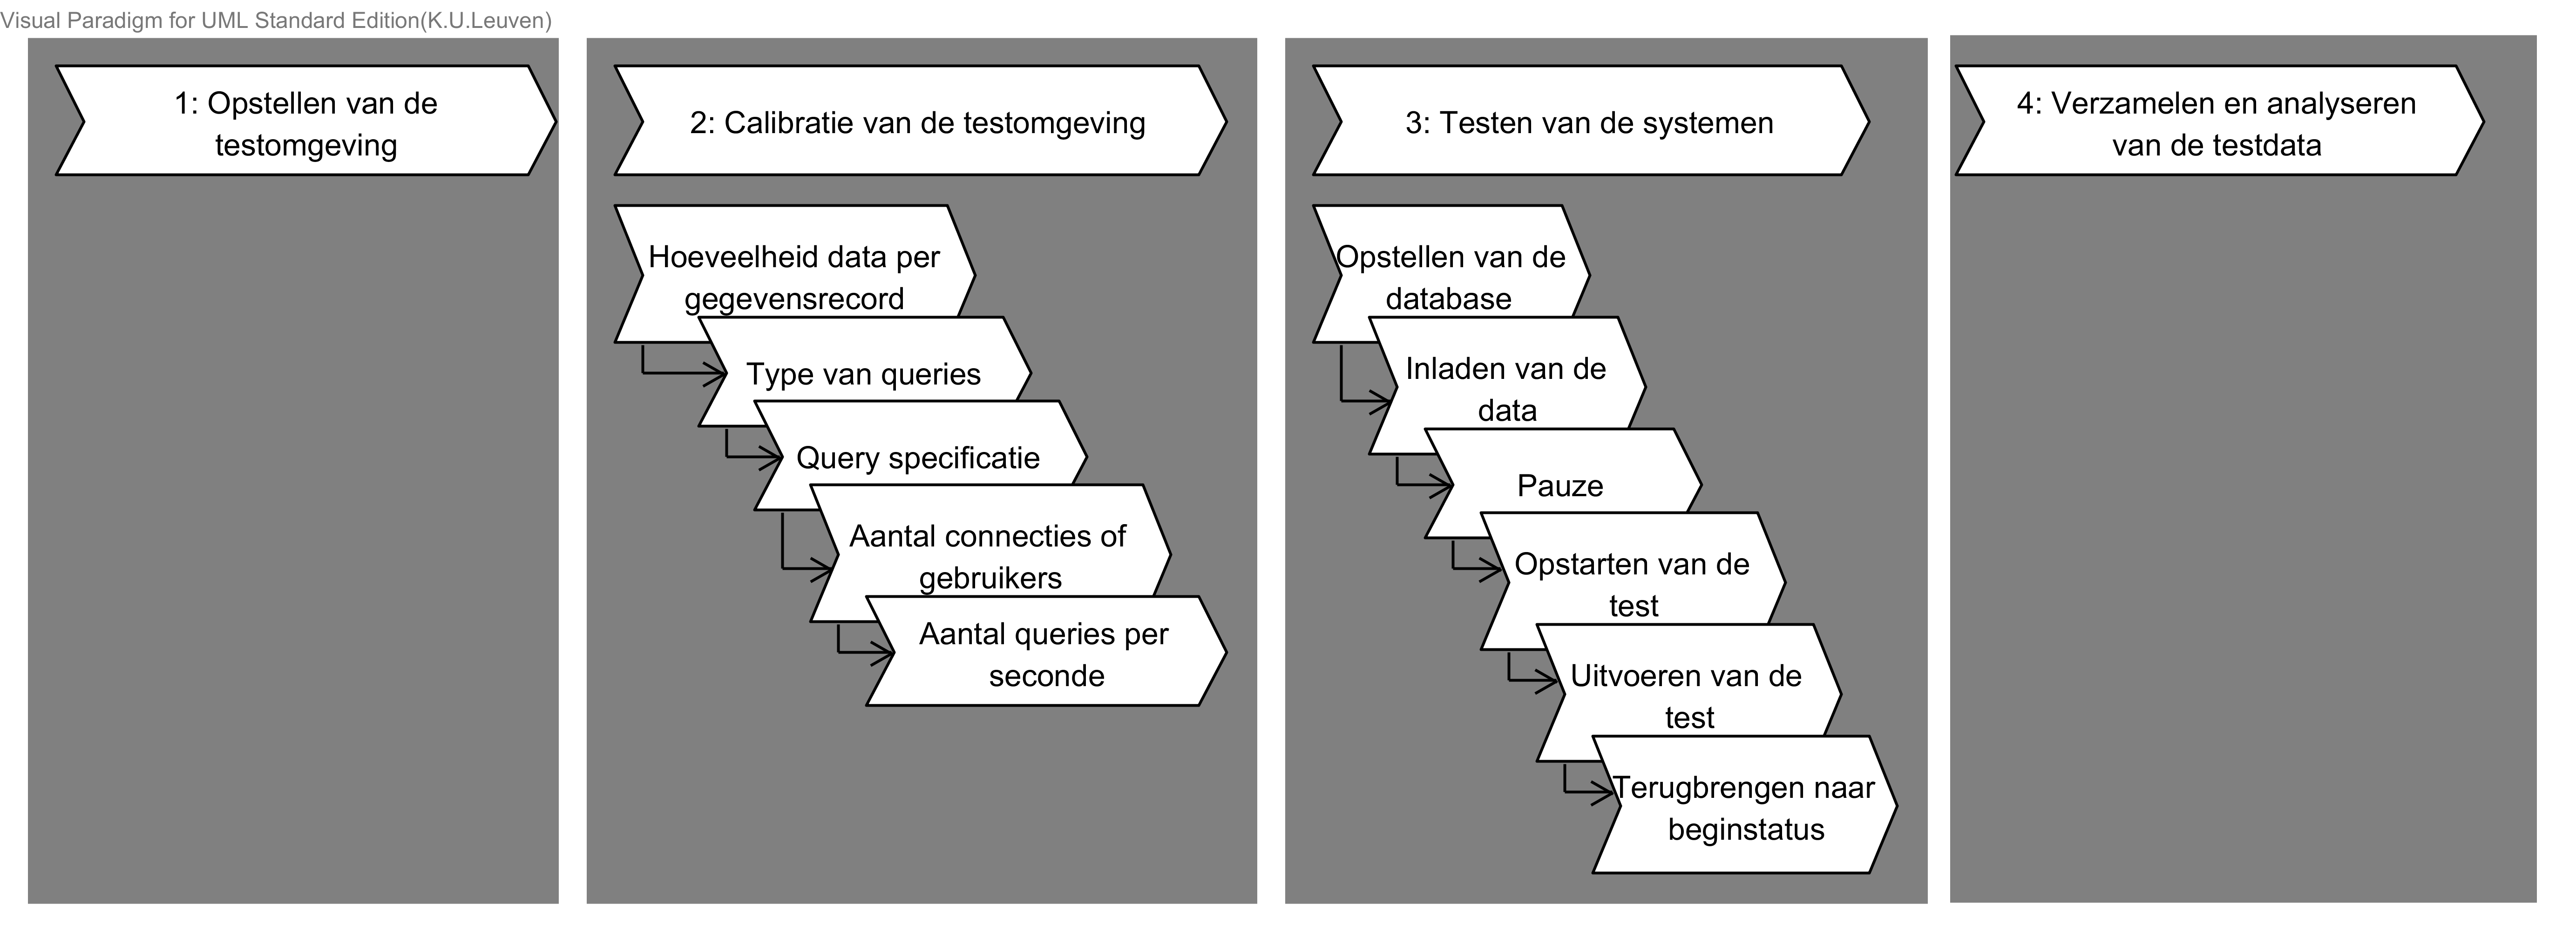 Visual Paradigm for UML Standard Edition(K.U.Leuven)
1: Opstellen van de
testomgeving
2: Calibratie van de testomgeving
Hoeveelheid data per
gegevensrecord
Type van queries
Query specificatie
Aantal connecties of
gebruikers
Aantal queries per
seconde
3: Testen van de systemen
Opstellen van de
database
Inladen van de
data
Pauze
Opstarten van de
test
Uitvoeren van de
test
Terugbrengen naar
beginstatus
4: Verzamelen en analyseren
van de testdata